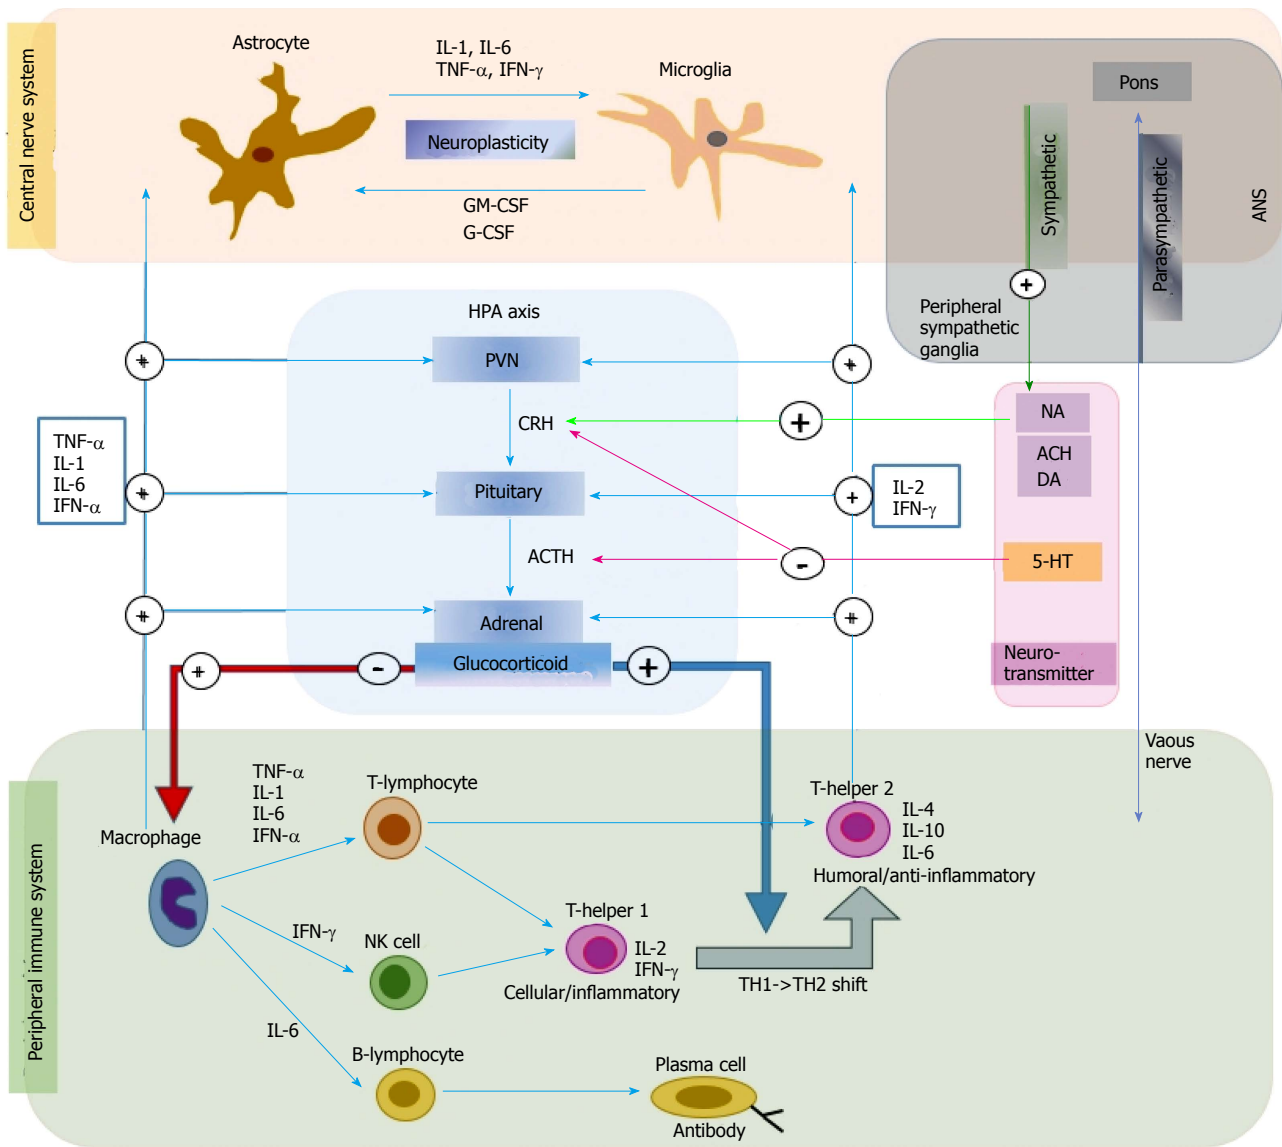 Central nerve system
Astrocyte
IL-1, IL-6
TNF-α, IFN-γ
Microglia
Neuroplasticity
GM-CSF
G-CSF
Pons
Sympathetic
Parasympathetic
ANS
+
Peripheral
sympathetic
ganglia
HPA axis
PVN
+
+
CRH
+
NA
ACH
DA
TNF-α
IL-1
IL-6
IFN-α
+
Pituitary
+
IL-2
IFN-γ
ACTH
-
5-HT
+
Adrenal
+
Glucocorticoid
+
-
+
Neuro-
transmitter
Vaous
nerve
Peripheral immune system
Macrophage
TNF-α
IL-1
IL-6
IFN-α
T-lymphocyte
T-helper 2
IL-4
IL-10
IL-6
Humoral/anti-inflammatory
IFN-γ
NK cell
T-helper 1
IL-2
IFN-γ
Cellular/inflammatory
TH1->TH2 shift
IL-6
B-lymphocyte
Plasma cell
Antibody